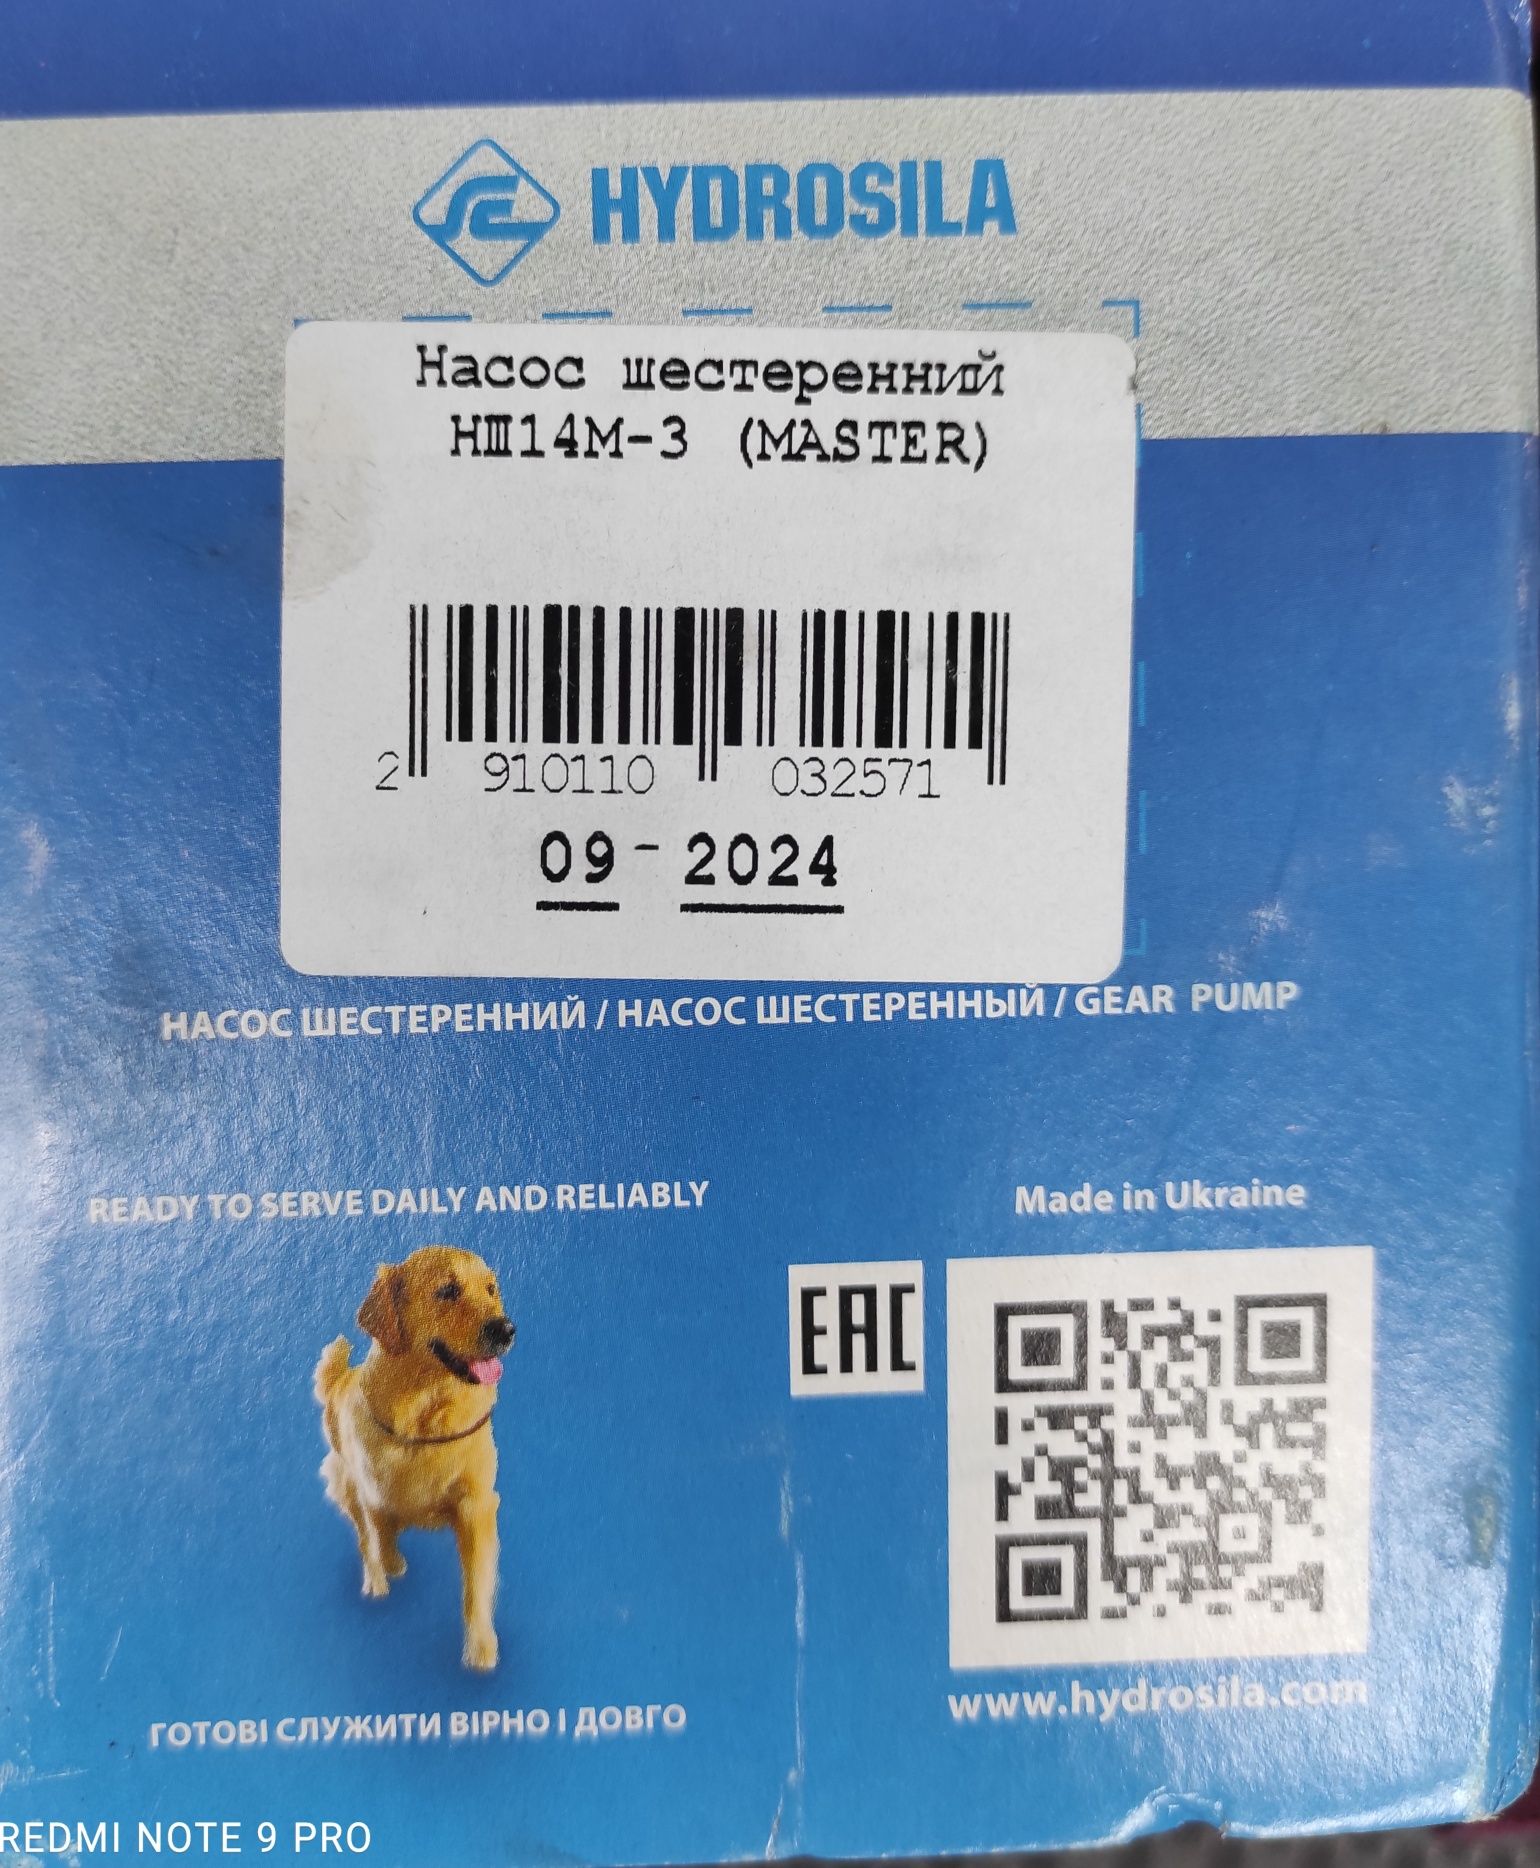 HYDROSILA
Насос шестеренний
НШ14М-3 (MASTER)
2 910110 032571
09-2024
НАСОС ШЕСТЕРЕННИЙ / НАСОС ШЕСТЕРЕННЫЙ / GEAR PUMP
READY TO SERVE DAILY AND RELIABLY
Made in Ukraine
EAC
www.hydrosila.com
ГОТОВІ СЛУЖИТИ ВІРНО І ДОВГО
REDMI NOTE 9 PRO